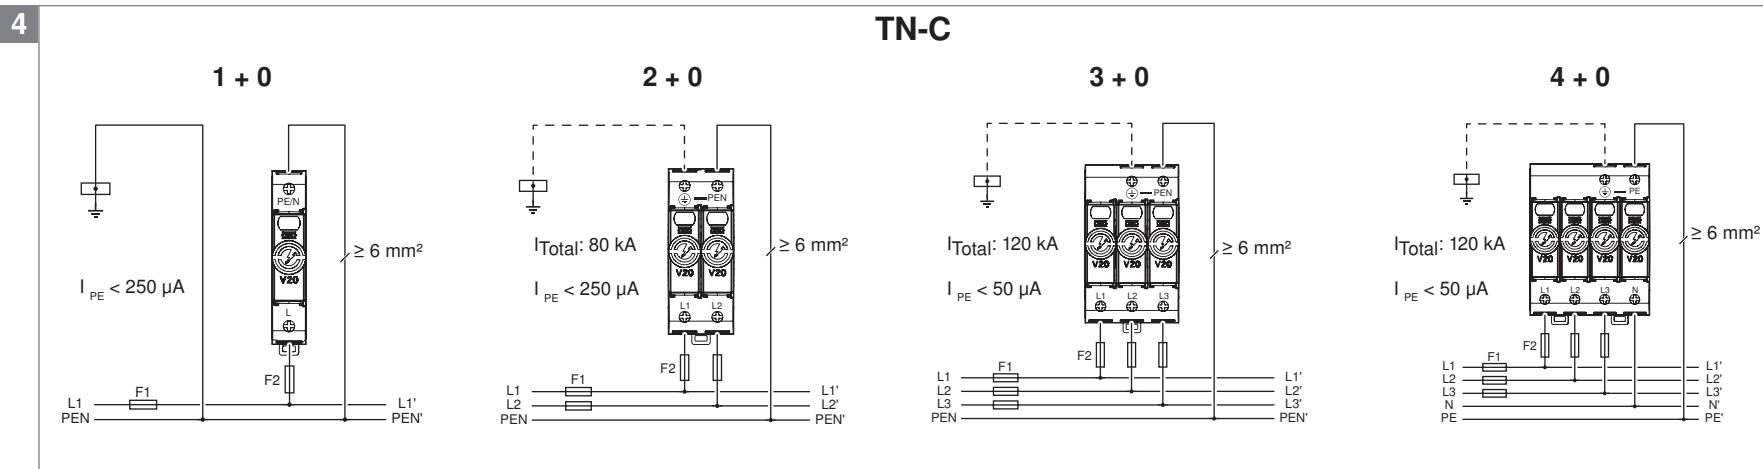 4
TN-C
1 + 0
PE/N
V20
L
≥ 6 mm²
I PE < 250 µA
F2
F1
L1
L1'
PEN
PEN'
2 + 0
PEN
ITotal: 80 kA
≥ 6 mm²
V20 V20
I PE < 250 µA
L1 L2
F2
F1
L1
L1'
L2
L2'
PEN
PEN'
3 + 0
PEN
ITotal: 120 kA
≥ 6 mm²
V20 V20 V20
I PE < 50 µA
L1 L2 L3
F2
F1
L1
L1'
L2
L2'
L3
L3'
PEN
PEN'
4 + 0
PE
≥ 6 mm²
ITotal: 120 kA
V20 V20 V20 V20
I PE < 50 µA
L1 L2 L3 N
F2
F1
L1
L1'
L2
L2'
L3
L3'
N
N'
PE
PE'